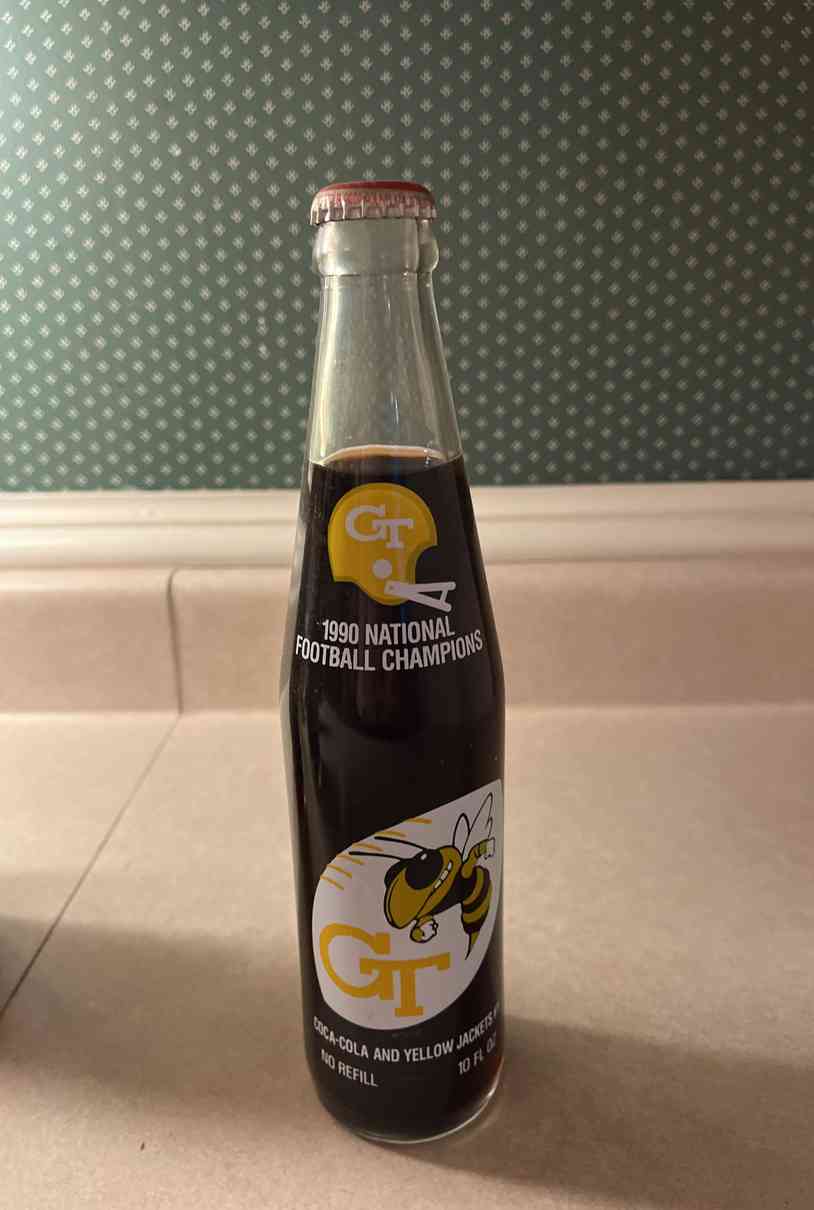 GT
1990 NATIONAL
FOOTBALL CHAMPIONS
GT
COCA-COLA AND YELLOW JACKETS
NO REFILL
10 FL OZ